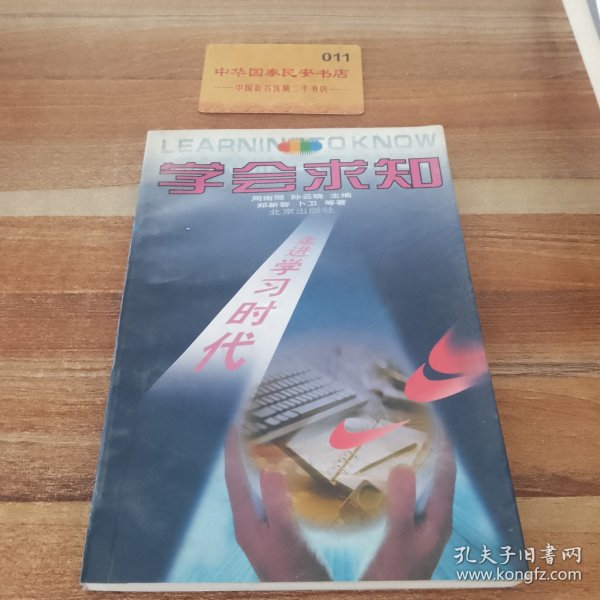 011
中华国泰民安书店
中国较名优质二手书店
LEARNING TO KNOW
学会求知
周南照 孙云晓 主编
郑新蓉 卜卫 等著
北京出版社
走进学习时代
孔夫子旧书网
www.kongfz.com